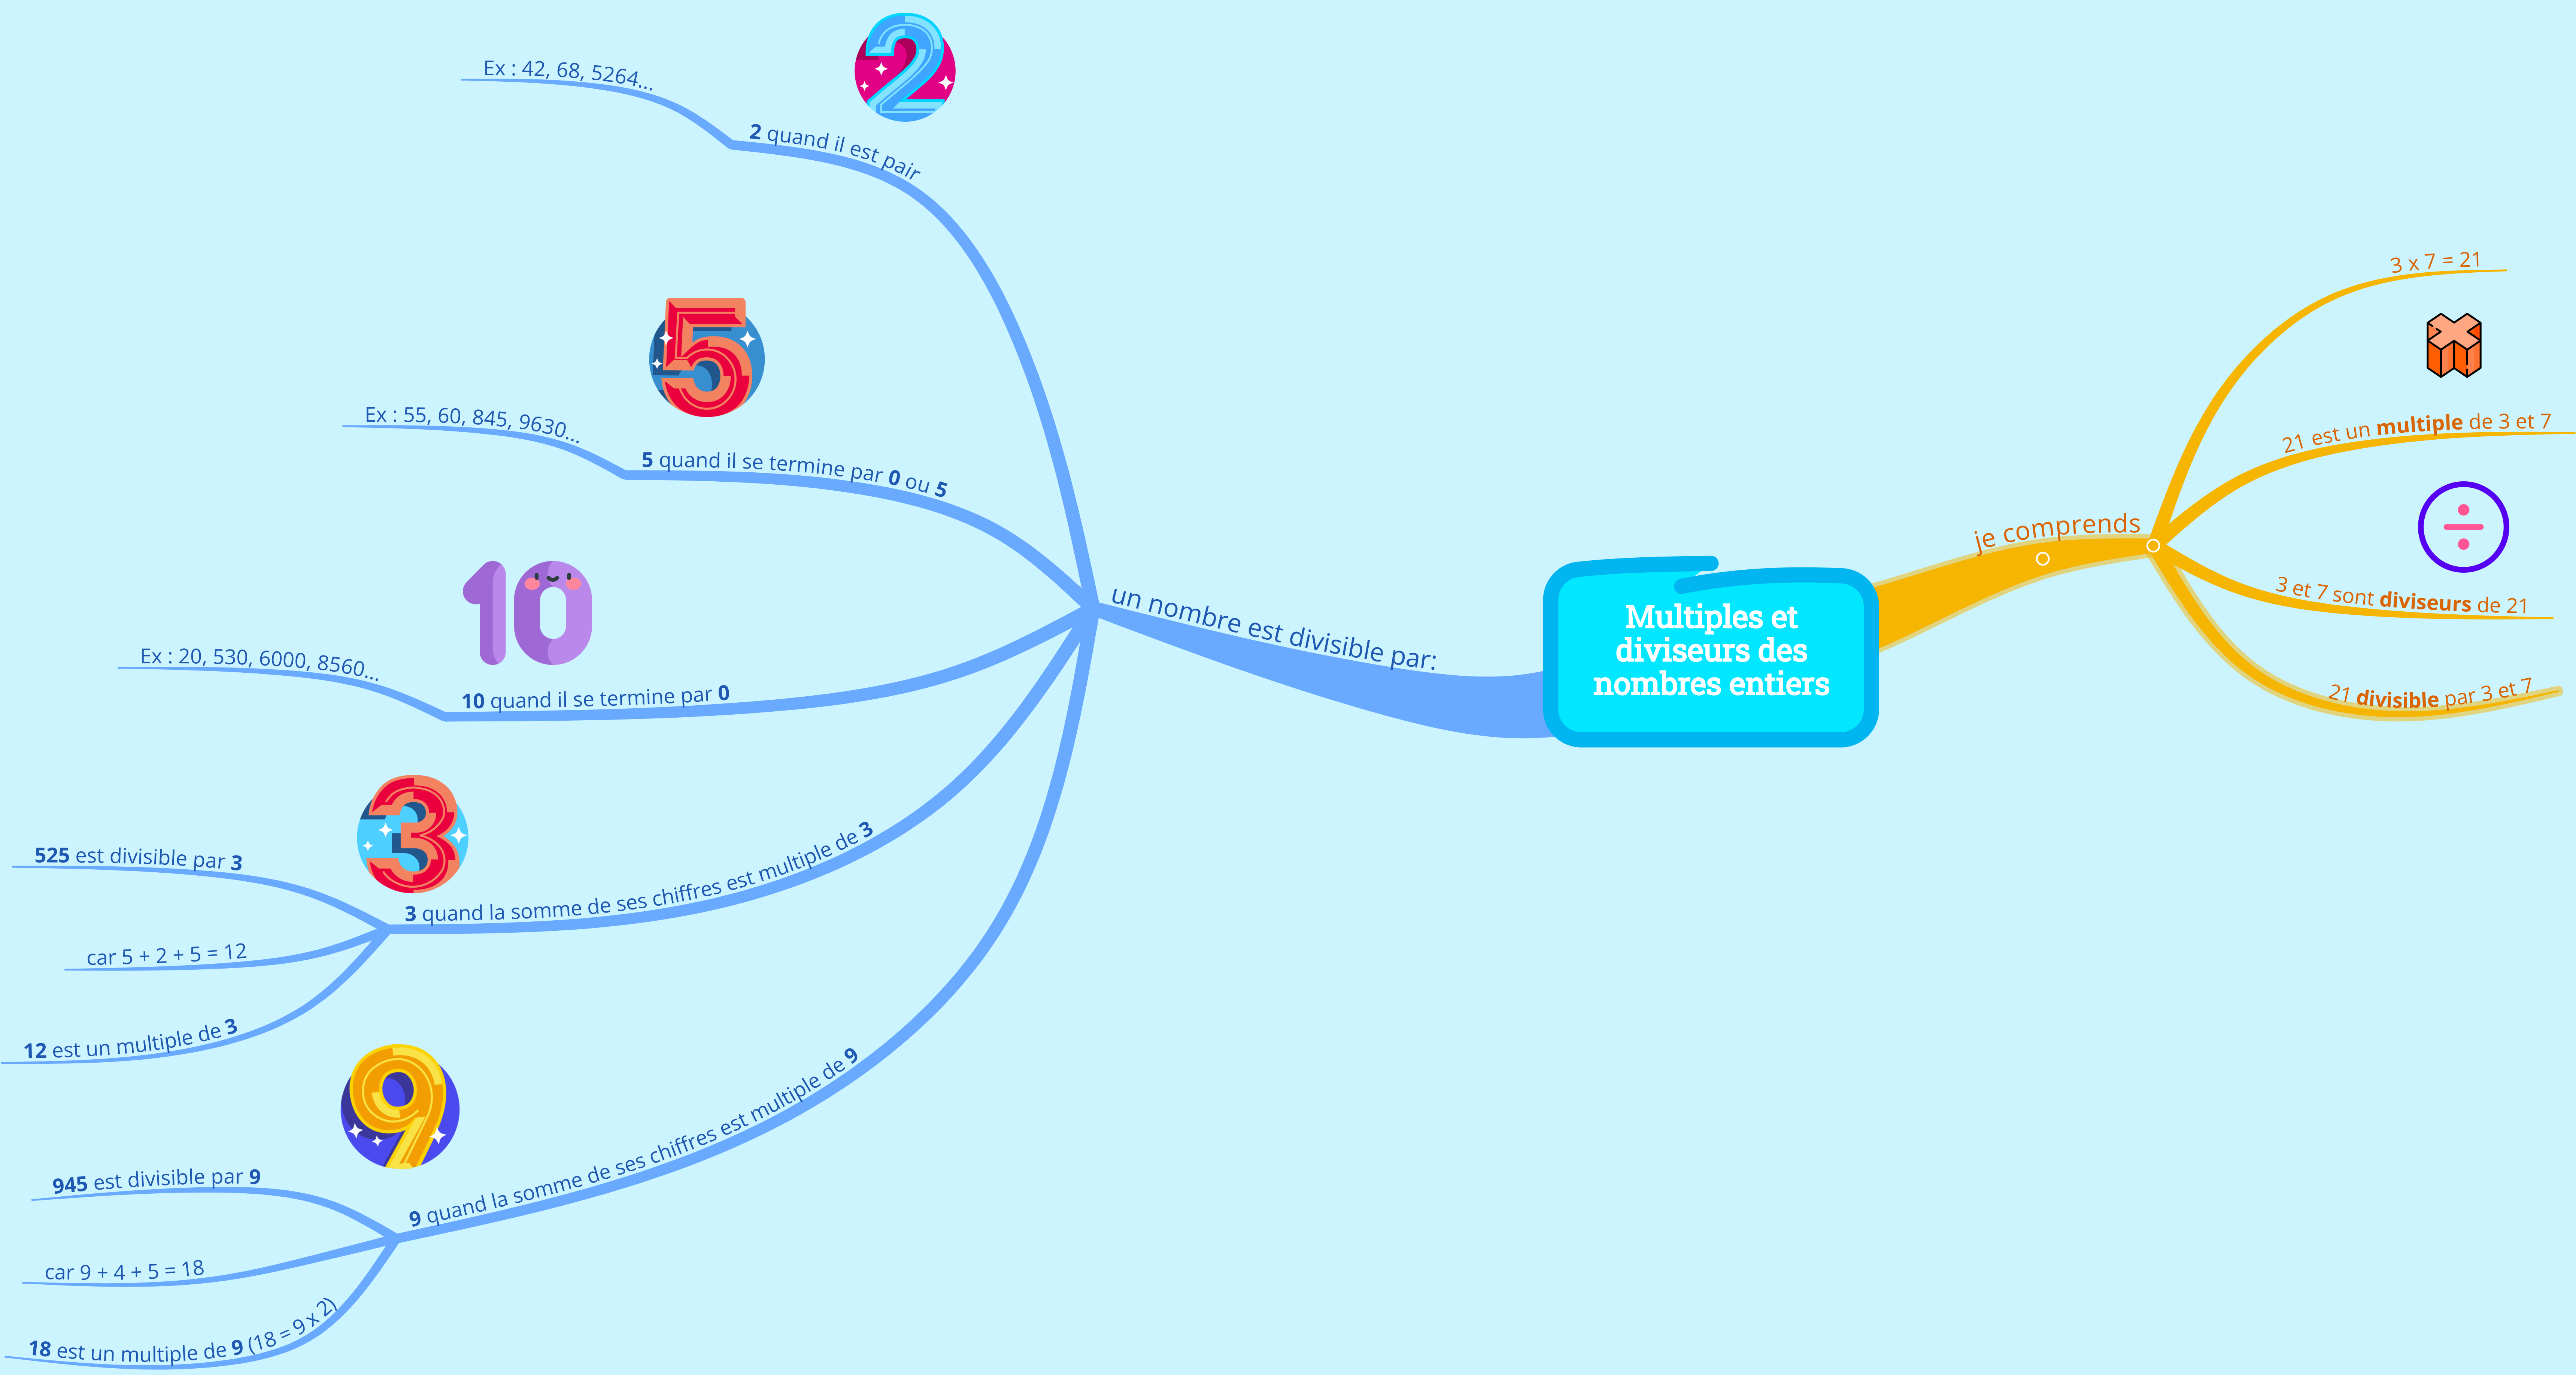 Multiples et
diviseurs des
nombres entiers
je comprends
3 x 7 = 21
21 est un multiple de 3 et 7
3 et 7 sont diviseurs de 21
21 divisible par 3 et 7
un nombre est divisible par:
2
2 quand il est pair
Ex : 42, 68, 5264...
5
5 quand il se termine par 0 ou 5
Ex : 55, 60, 845, 9630...
10
10 quand il se termine par 0
Ex : 20, 530, 6000, 8560...
3
3 quand la somme de ses chiffres est multiple de 3
525 est divisible par 3
car 5 + 2 + 5 = 12
12 est un multiple de 3
9
9 quand la somme de ses chiffres est multiple de 9
945 est divisible par 9
car 9 + 4 + 5 = 18
18 est un multiple de 9 (18 = 9 x 2)